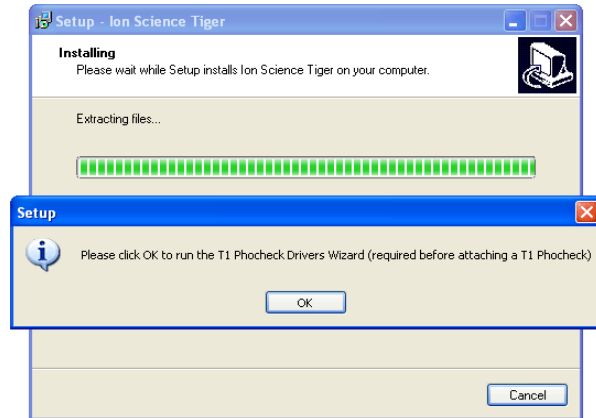 Setup - Ion Science Tiger
Installing
Please wait while Setup installs Ion Science Tiger on your computer.
Extracting files...
Setup
Please click OK to run the T1 Phocheck Drivers Wizard (required before attaching a T1 Phocheck)
OK
Cancel